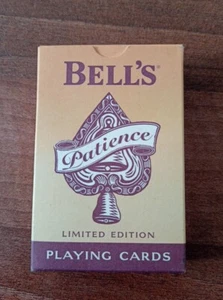 BELL'S
Patience
LIMITED EDITION
PLAYING CARDS